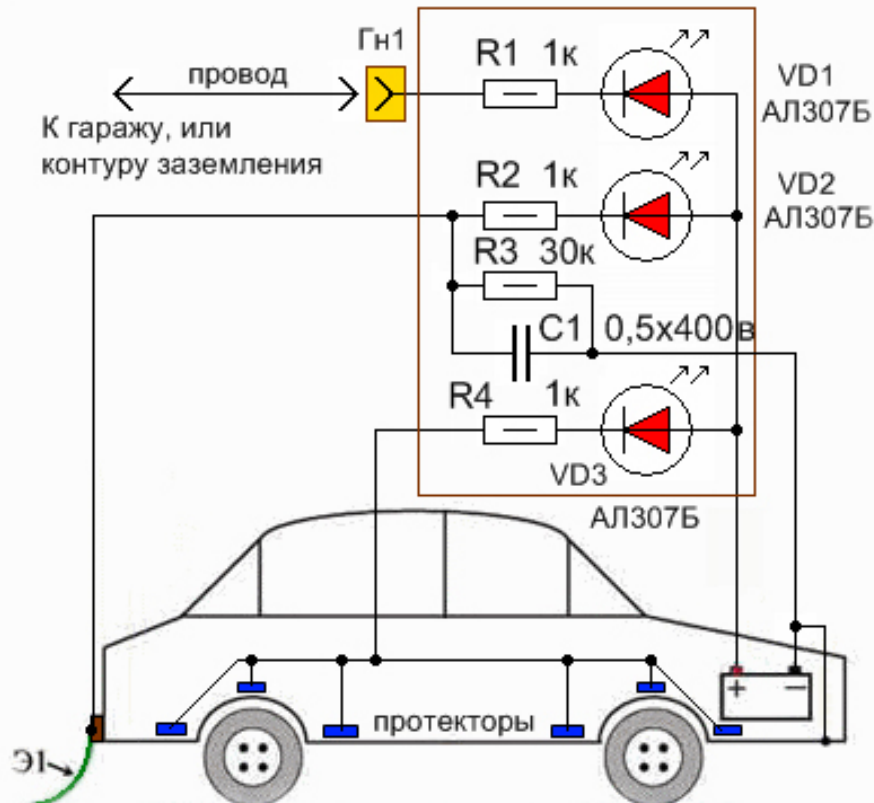 Гн1
R1 1к
провод
VD1
АЛ307Б
К гаражу, или
контуру заземления
R2 1к
VD2
АЛ307Б
R3 30к
C1 0,5х400в
R4 1к
VD3
АЛ307Б
+ −
протекторы
Э1